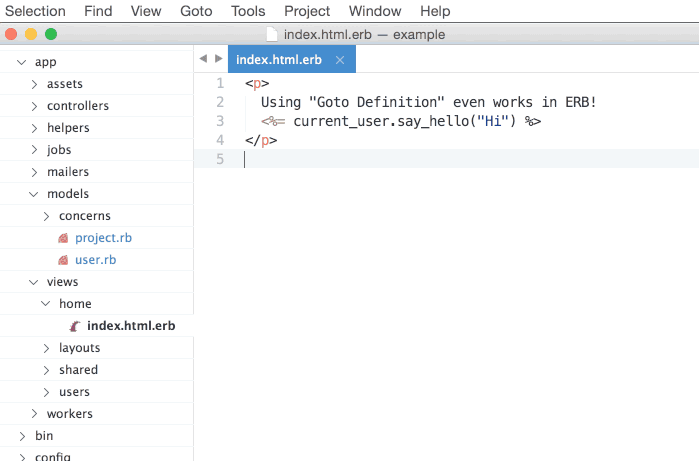 Selection Find View Goto Tools Project Window Help
index.html.erb — example
app
assets
controllers
helpers
jobs
mailers
models
concerns
project.rb
user.rb
views
home
index.html.erb
layouts
shared
users
workers
bin
config
index.html.erb ×
1 <p>
2 Using "Goto Definition" even works in ERB!
3 <%= current_user.say_hello("Hi") %>
4 </p>
5